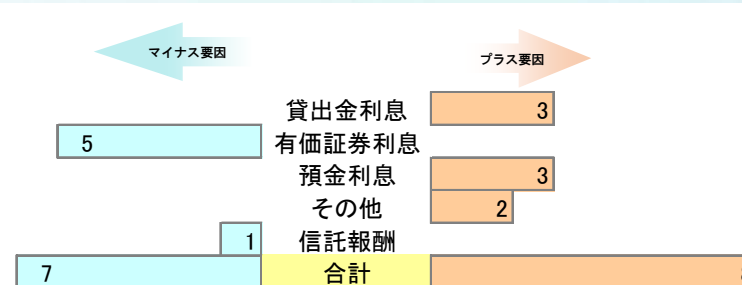 マイナス要因
プラス要因
貸出金利息 3
5 有価証券利息
預金利息 3
その他 2
1 信託報酬
7 合計